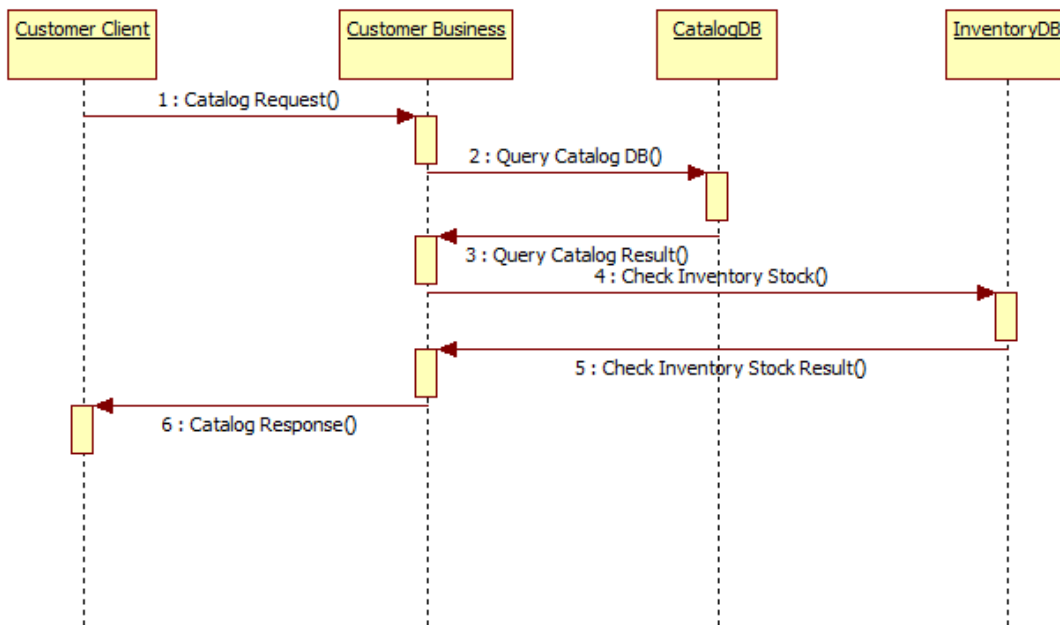 Customer Client
Customer Business
CatalogDB
InventoryDB
1 : Catalog Request()
2 : Query Catalog DB()
3 : Query Catalog Result()
4 : Check Inventory Stock()
5 : Check Inventory Stock Result()
6 : Catalog Response()